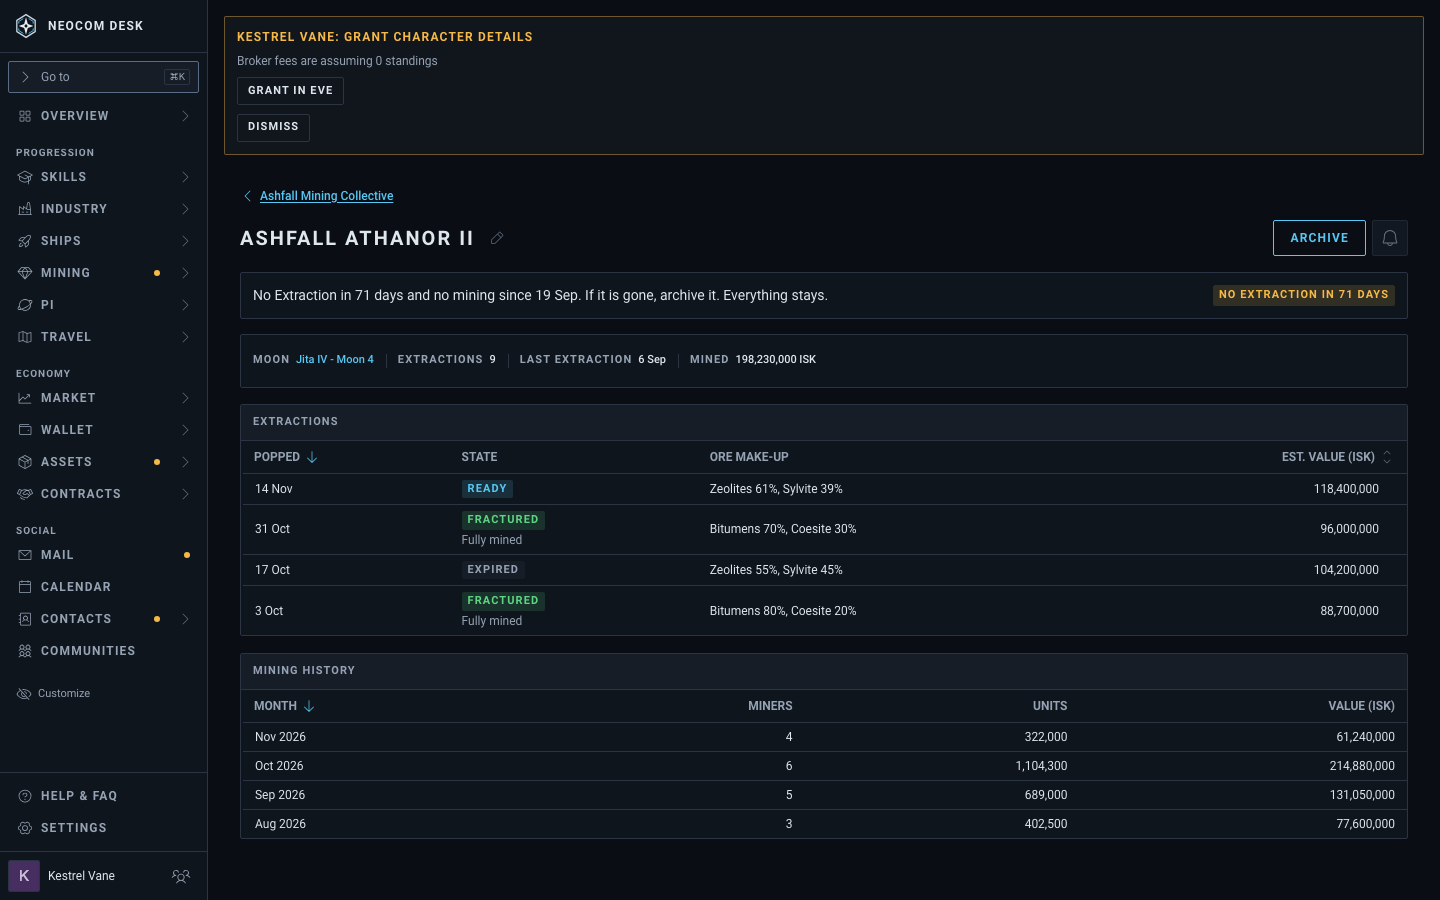 NEOCOM DESK
Go to ⌘K
OVERVIEW
PROGRESSION
SKILLS
INDUSTRY
SHIPS
MINING
PI
TRAVEL
ECONOMY
MARKET
WALLET
ASSETS
CONTRACTS
SOCIAL
MAIL
CALENDAR
CONTACTS
COMMUNITIES
Customize
HELP & FAQ
SETTINGS
K Kestrel Vane
KESTREL VANE: GRANT CHARACTER DETAILS
Broker fees are assuming 0 standings
GRANT IN EVE
DISMISS
Ashfall Mining Collective
ASHFALL ATHANOR II
ARCHIVE
No Extraction in 71 days and no mining since 19 Sep. If it is gone, archive it. Everything stays.
NO EXTRACTION IN 71 DAYS
MOON Jita IV - Moon 4 EXTRACTIONS 9 LAST EXTRACTION 6 Sep MINED 198,230,000 ISK
EXTRACTIONS
POPPED STATE ORE MAKE-UP EST. VALUE (ISK)
14 Nov READY Zeolites 61%, Sylvite 39% 118,400,000
31 Oct FRACTURED Fully mined Bitumens 70%, Coesite 30% 96,000,000
17 Oct EXPIRED Zeolites 55%, Sylvite 45% 104,200,000
3 Oct FRACTURED Fully mined Bitumens 80%, Coesite 20% 88,700,000
MINING HISTORY
MONTH MINERS UNITS VALUE (ISK)
Nov 2026 4 322,000 61,240,000
Oct 2026 6 1,104,300 214,880,000
Sep 2026 5 689,000 131,050,000
Aug 2026 3 402,500 77,600,000